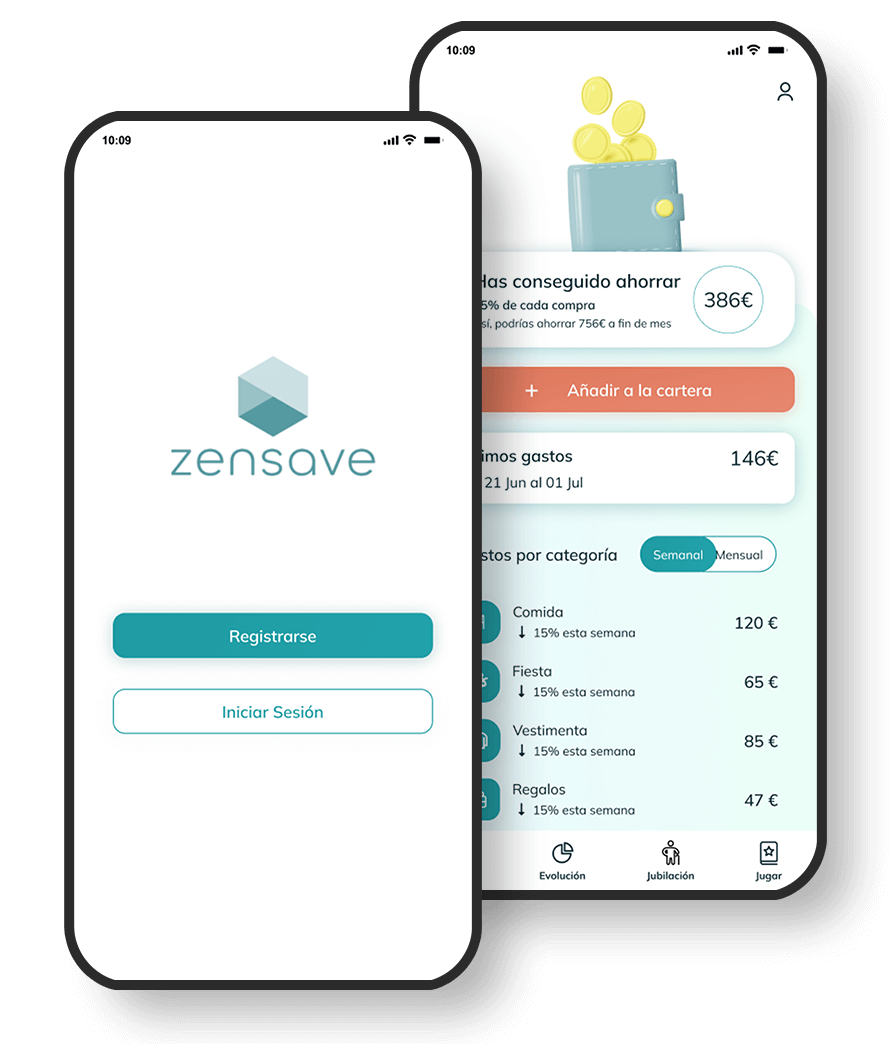 10:09
zensave
Registrarse
Iniciar Sesión
10:09
Has conseguido ahorrar
386€
5% de cada compra
sí, podrías ahorrar 756€ a fin de mes
+ Añadir a la cartera
imos gastos
146€
21 Jun al 01 Jul
stos por categoría
Semanal
Mensual
Comida
↓ 15% esta semana
120 €
Fiesta
↓ 15% esta semana
65 €
Vestimenta
↓ 15% esta semana
85 €
Regalos
↓ 15% esta semana
47 €
Evolución
Jubilación
Jugar